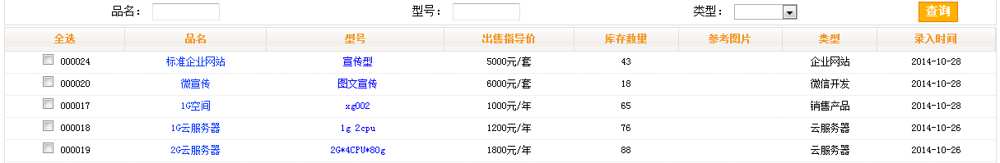 品名： 型号： 类型： 查询
全选 品名 型号 出售指导价 库存数量 参考图片 类型 录入时间
000024 标准企业网站 宣传型 5000元/套 43 企业网站 2014-10-28
000020 微宣传 图文宣传 6000元/套 18 微信开发 2014-10-28
000017 1G空间 xg002 1000元/年 65 销售产品 2014-10-28
000018 1G云服务器 1g 2cpu 1200元/年 76 云服务器 2014-10-26
000019 2G云服务器 2G*4CPU*80g 1800元/年 88 云服务器 2014-10-26